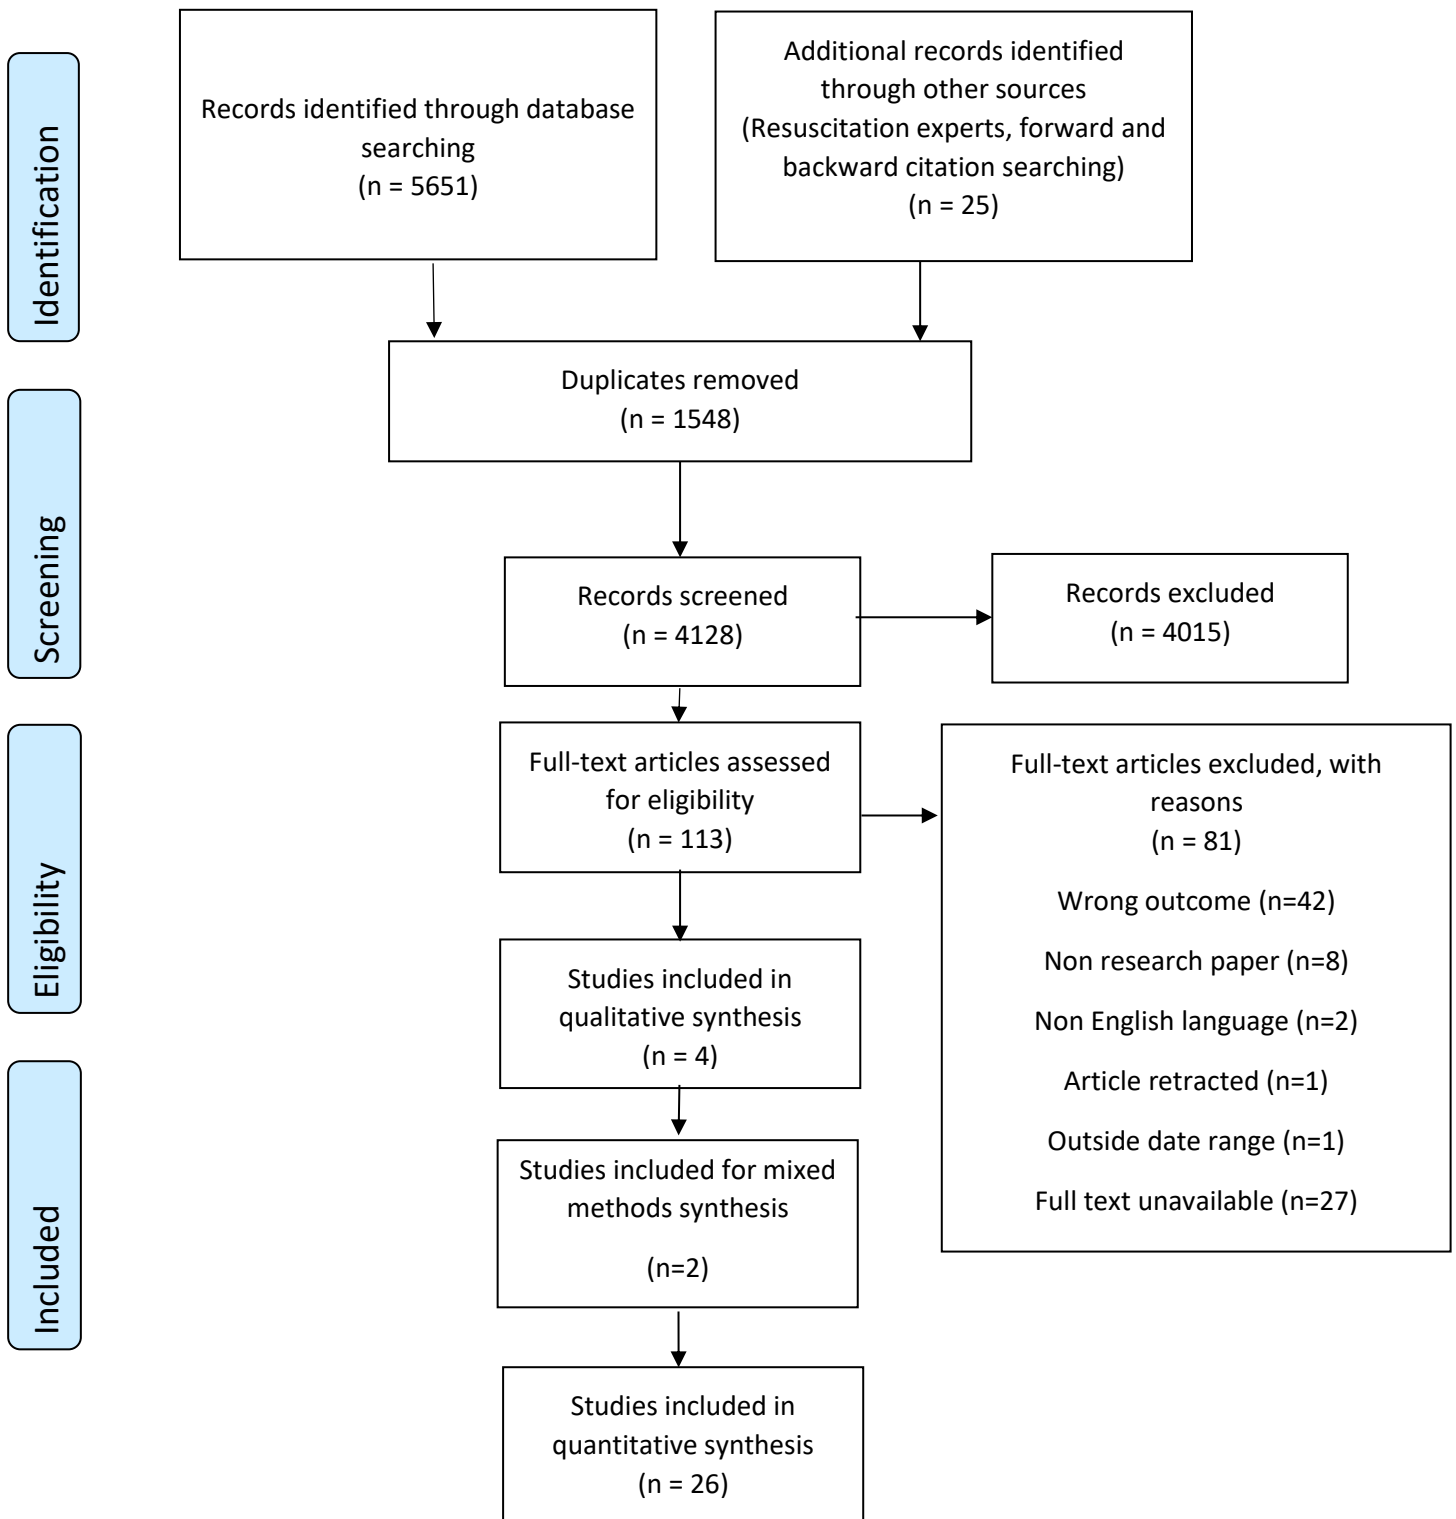 Identification
Records identified through database
searching
(n = 5651)
Additional records identified
through other sources
(Resuscitation experts, forward and
backward citation searching)
(n = 25)
Duplicates removed
(n = 1548)
Screening
Records screened
(n = 4128)
Records excluded
(n = 4015)
Eligibility
Full-text articles assessed
for eligibility
(n = 113)
Full-text articles excluded, with
reasons
(n = 81)
Wrong outcome (n=42)
Non research paper (n=8)
Non English language (n=2)
Article retracted (n=1)
Outside date range (n=1)
Full text unavailable (n=27)
Studies included in
qualitative synthesis
(n = 4)
Included
Studies included for mixed
methods synthesis
(n=2)
Studies included in
quantitative synthesis
(n = 26)